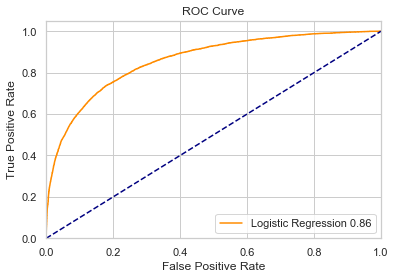 ROC Curve
1.0
0.8
0.6
0.4
0.2
0.0
True Positive Rate
Logistic Regression 0.86
0.0 0.2 0.4 0.6 0.8 1.0
False Positive Rate